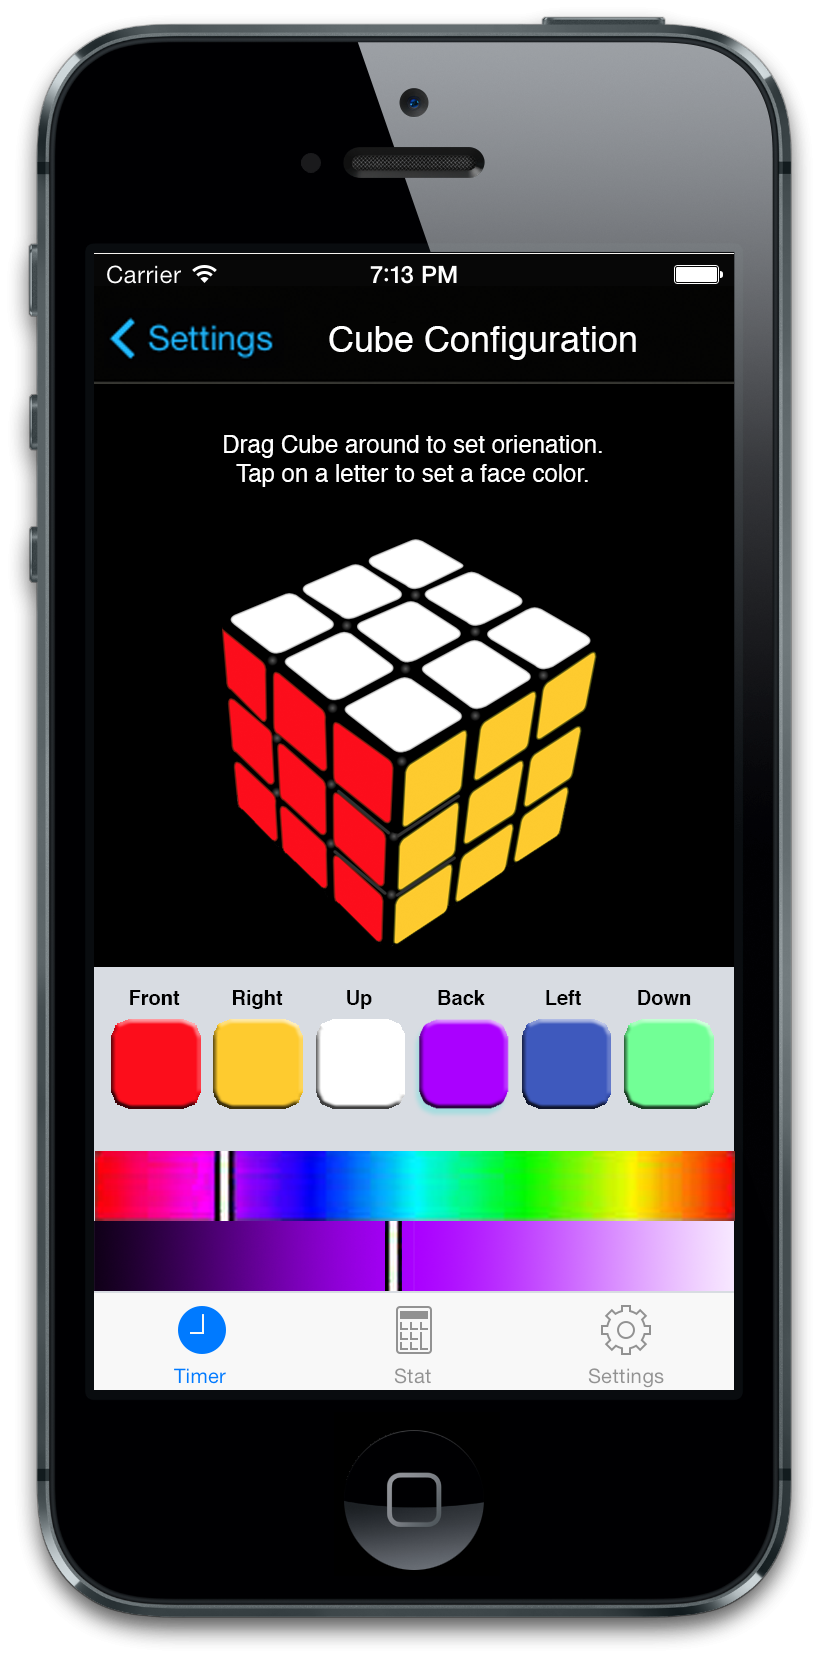 Carrier 7:13 PM
Settings Cube Configuration
Drag Cube around to set orienation.
Tap on a letter to set a face color.
Front Right Up Back Left Down
Timer Stat Settings